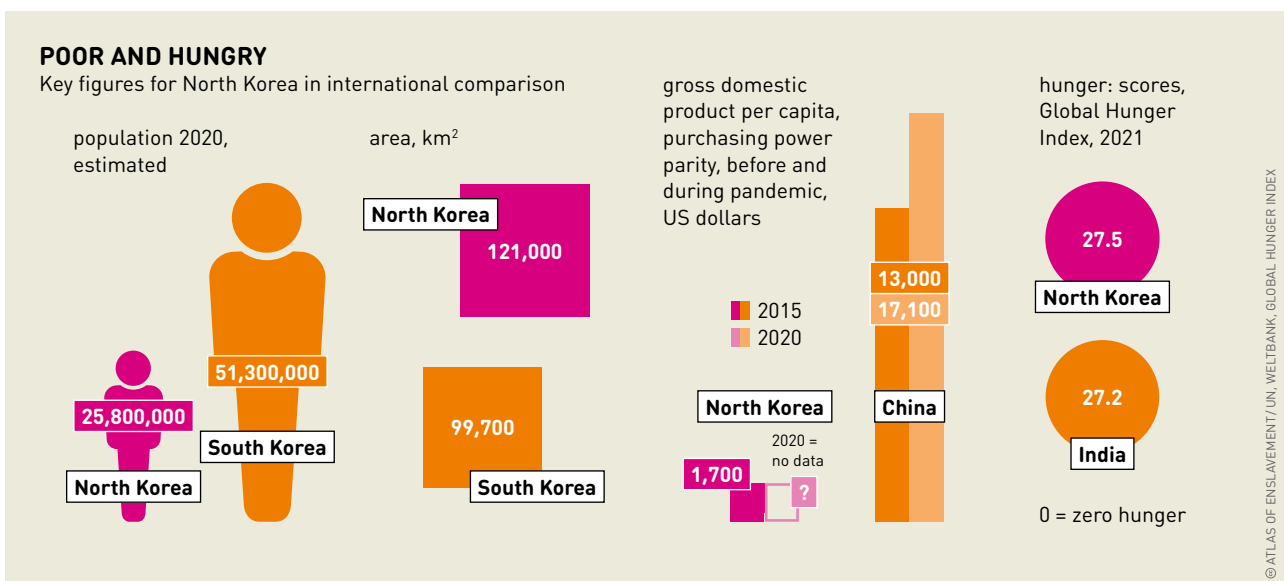 POOR AND HUNGRY
Key figures for North Korea in international comparison
population 2020,
estimated
25,800,000
North Korea
51,300,000
South Korea
area, km²
North Korea
121,000
99,700
South Korea
gross domestic
product per capita,
purchasing power
parity, before and
during pandemic,
US dollars
2015
2020
North Korea
1,700
2020 =
no data
?
13,000
17,100
China
hunger: scores,
Global Hunger
Index, 2021
27.5
North Korea
27.2
India
0 = zero hunger
ATLAS OF ENSLAVEMENT / UN, WELTBANK, GLOBAL HUNGER INDEX